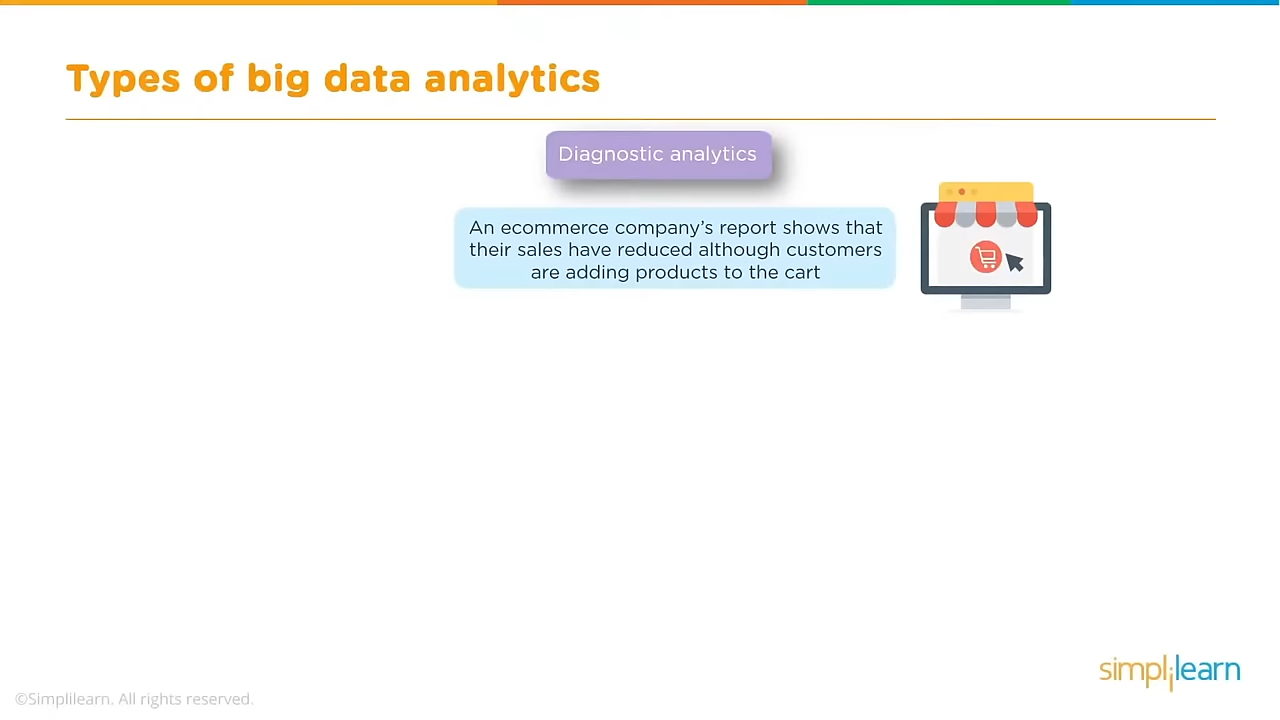 Types of big data analytics
Diagnostic analytics
An ecommerce company's report shows that
their sales have reduced although customers
are adding products to the cart
simplilearn
©Simplilearn. All rights reserved.